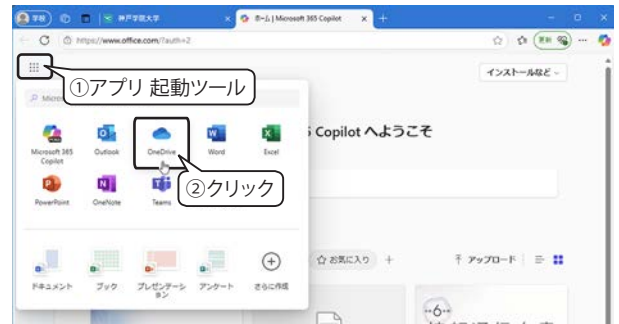 学校
神戸学院大学
ホーム | Microsoft 365 Copilot
https://www.office.com/?auth=2
更新
インストールなど
①アプリ 起動ツール
Microsoft 365 Copilot
Outlook
OneDrive
Word
Excel
5 Copilot へようこそ
②クリック
PowerPoint
OneNote
Teams
お気に入り
アップロード
ドキュメント
ブック
プレゼンテーション
アンケート
さらに作成
--6--